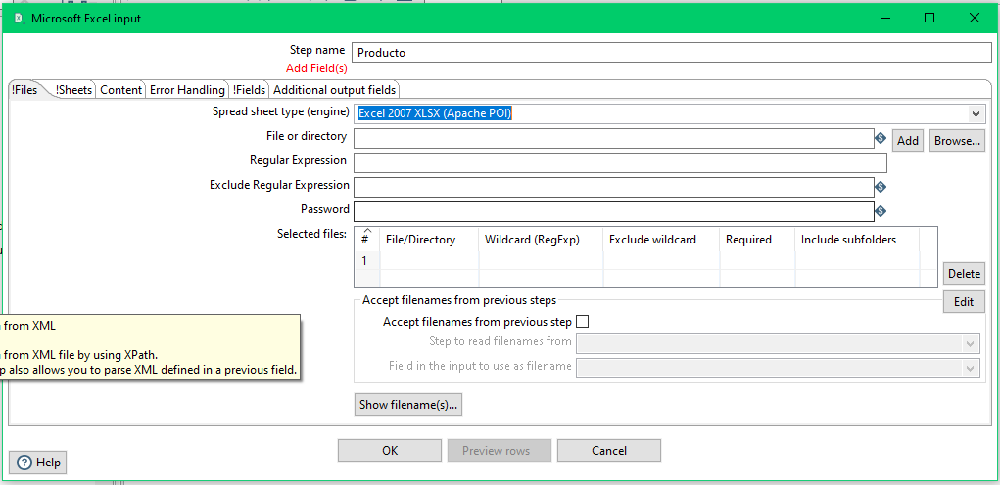 Microsoft Excel input
Step name Producto
Add Field(s)
!Files !Sheets Content Error Handling !Fields Additional output fields
Spread sheet type (engine) Excel 2007 XLSX (Apache POI)
File or directory Add Browse...
Regular Expression
Exclude Regular Expression
Password
Selected files: # File/Directory Wildcard (RegExp) Exclude wildcard Required Include subfolders
1
Delete
Accept filenames from previous steps Edit
Accept filenames from previous step
from XML
Step to read filenames from
from XML file by using XPath.
Field in the input to use as filename
also allows you to parse XML defined in a previous field.
Show filename(s)...
OK Preview rows Cancel
Help